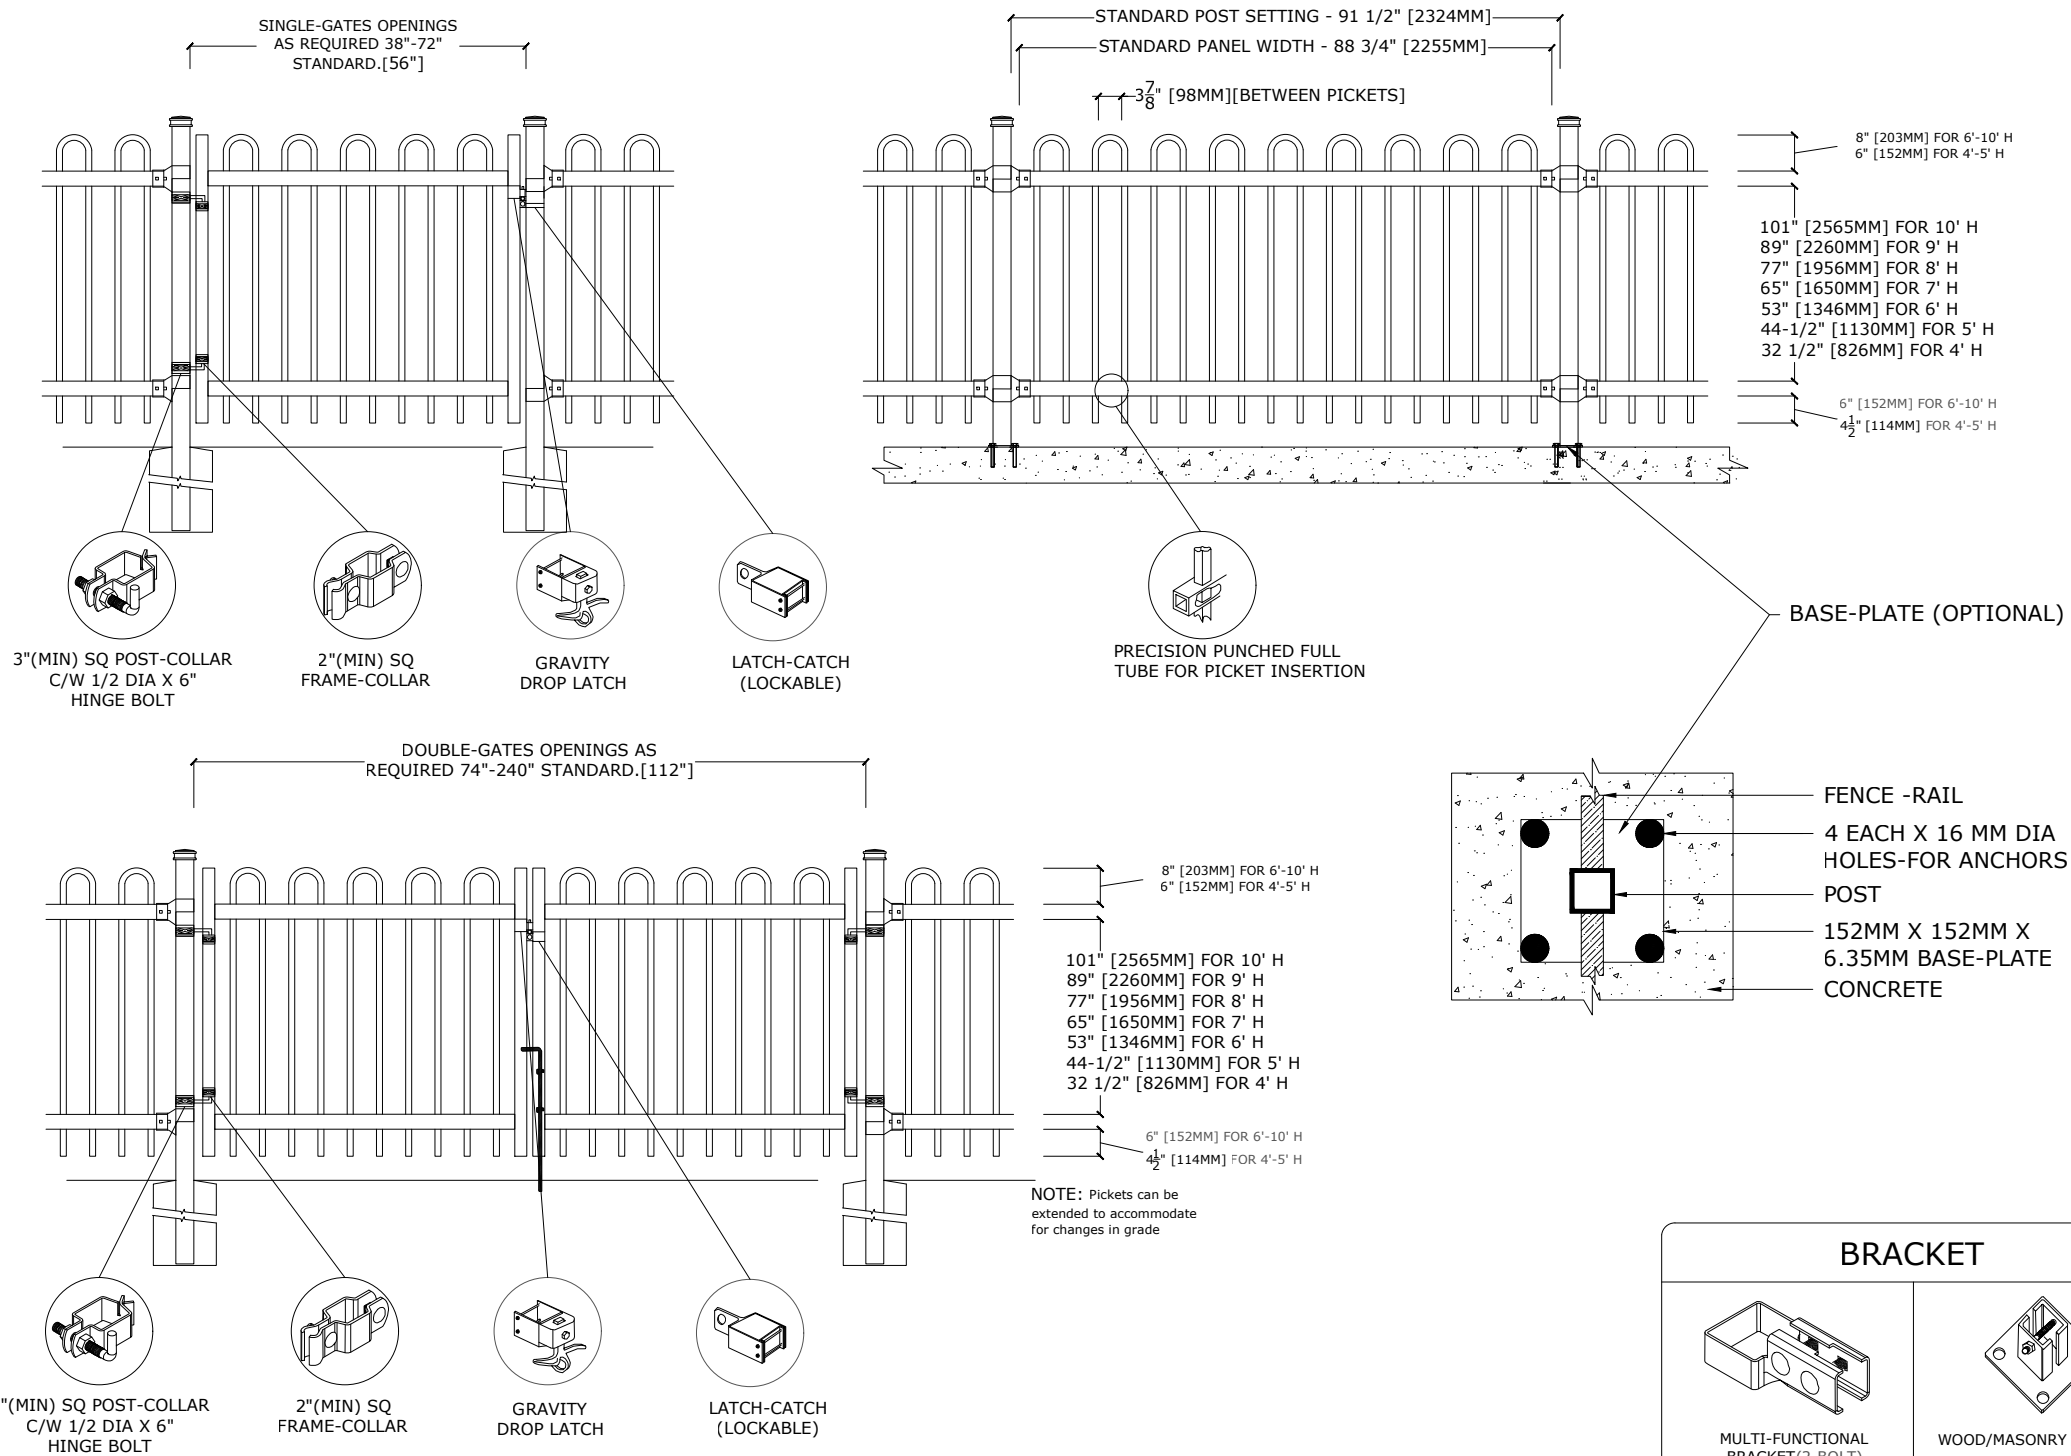 SINGLE-GATES OPENINGS
AS REQUIRED 38"-72"
STANDARD.[56"]
STANDARD POST SETTING - 91 1/2" [2324MM]
STANDARD PANEL WIDTH - 88 3/4" [2255MM]
3 7/8" [98MM][BETWEEN PICKETS]
8" [203MM] FOR 6'-10' H
6" [152MM] FOR 4'-5' H
101" [2565MM] FOR 10' H
89" [2260MM] FOR 9' H
77" [1956MM] FOR 8' H
65" [1650MM] FOR 7' H
53" [1346MM] FOR 6' H
44-1/2" [1130MM] FOR 5' H
32 1/2" [826MM] FOR 4' H
6" [152MM] FOR 6'-10' H
4 1/2" [114MM] FOR 4'-5' H
3"(MIN) SQ POST-COLLAR
C/W 1/2 DIA X 6"
HINGE BOLT
2"(MIN) SQ
FRAME-COLLAR
GRAVITY
DROP LATCH
LATCH-CATCH
(LOCKABLE)
PRECISION PUNCHED FULL
TUBE FOR PICKET INSERTION
BASE-PLATE (OPTIONAL)
DOUBLE-GATES OPENINGS AS
REQUIRED 74"-240" STANDARD.[112"]
8" [203MM] FOR 6'-10' H
6" [152MM] FOR 4'-5' H
101" [2565MM] FOR 10' H
89" [2260MM] FOR 9' H
77" [1956MM] FOR 8' H
65" [1650MM] FOR 7' H
53" [1346MM] FOR 6' H
44-1/2" [1130MM] FOR 5' H
32 1/2" [826MM] FOR 4' H
6" [152MM] FOR 6'-10' H
4 1/2" [114MM] FOR 4'-5' H
NOTE: Pickets can be
extended to accommodate
for changes in grade
FENCE -RAIL
4 EACH X 16 MM DIA
HOLES-FOR ANCHORS
POST
152MM X 152MM X
6.35MM BASE-PLATE
CONCRETE
"(MIN) SQ POST-COLLAR
C/W 1/2 DIA X 6"
HINGE BOLT
2"(MIN) SQ
FRAME-COLLAR
GRAVITY
DROP LATCH
LATCH-CATCH
(LOCKABLE)
BRACKET
MULTI-FUNCTIONAL
BRACKET(2-BOLT)
WOOD/MASONRY